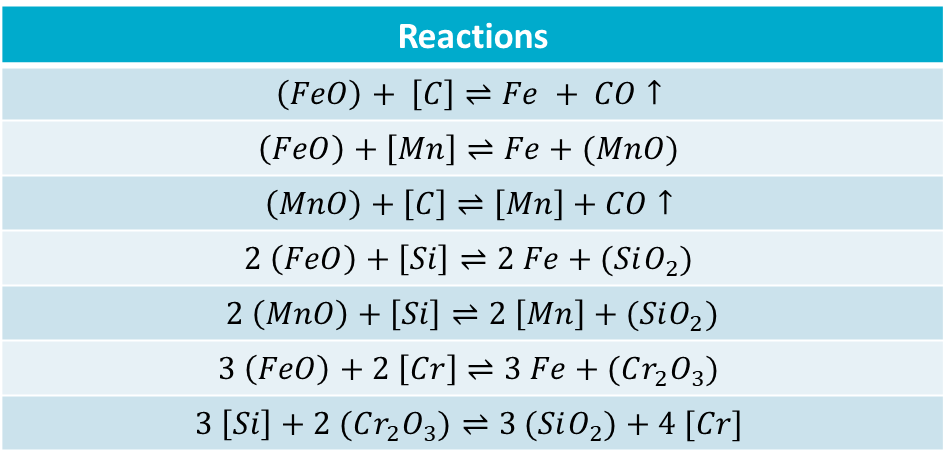 Reactions
(FeO) + [C] ⇌ Fe + CO ↑
(FeO) + [Mn] ⇌ Fe + (MnO)
(MnO) + [C] ⇌ [Mn] + CO ↑
2 (FeO) + [Si] ⇌ 2 Fe + (SiO₂)
2 (MnO) + [Si] ⇌ 2 [Mn] + (SiO₂)
3 (FeO) + 2 [Cr] ⇌ 3 Fe + (Cr₂O₃)
3 [Si] + 2 (Cr₂O₃) ⇌ 3 (SiO₂) + 4 [Cr]